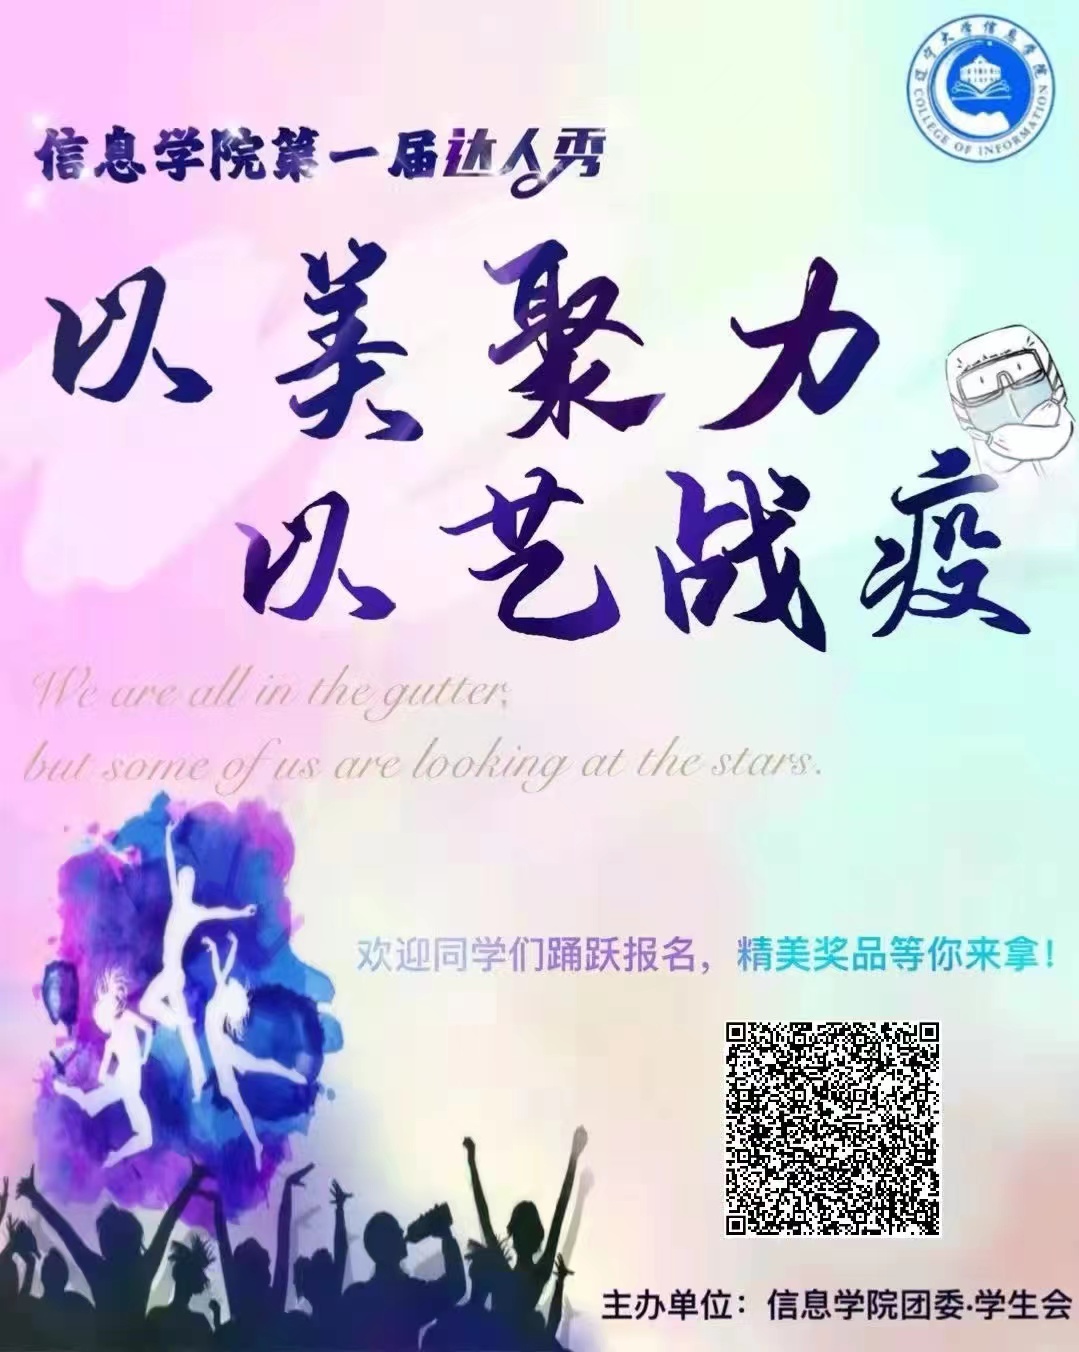 辽宁大学信息学院
COLLEGE OF INFORMATION
信息学院第一届达人秀
以美聚力
以艺战疫
We are all in the gutter,
but some of us are looking at the stars.
欢迎同学们踊跃报名，精美奖品等你来拿！
主办单位：信息学院团委·学生会